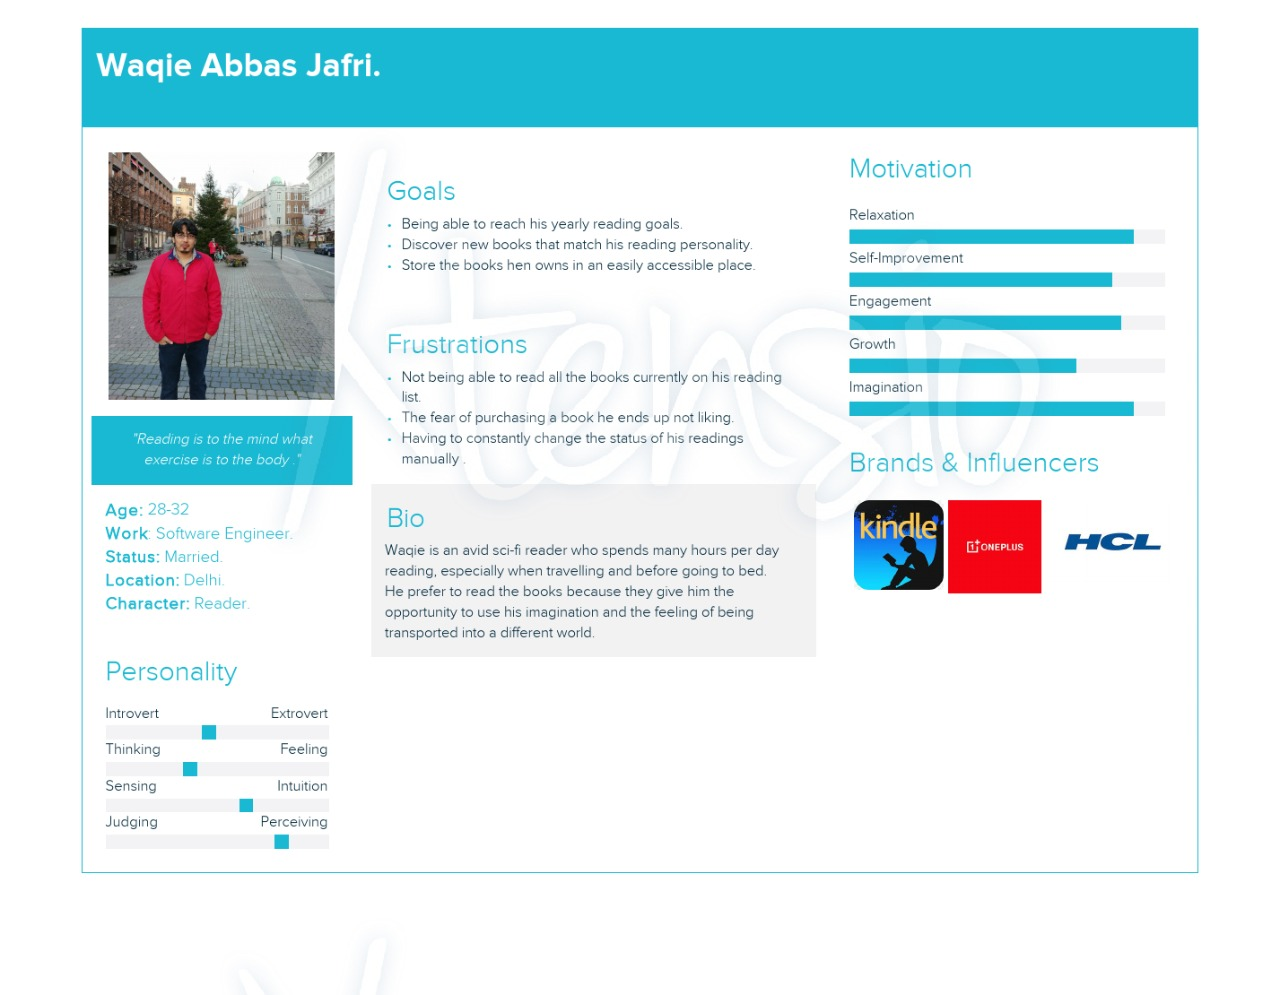 Waqie Abbas Jafri.
"Reading is to the mind what
exercise is to the body ."
Age: 28-32
Work: Software Engineer.
Status: Married.
Location: Delhi.
Character: Reader.
Personality
Introvert Extrovert
Thinking Feeling
Sensing Intuition
Judging Perceiving
Goals
• Being able to reach his yearly reading goals.
• Discover new books that match his reading personality.
• Store the books hen owns in an easily accessible place.
Frustrations
• Not being able to read all the books currently on his reading
list.
• The fear of purchasing a book he ends up not liking.
• Having to constantly change the status of his readings
manually .
Bio
Waqie is an avid sci-fi reader who spends many hours per day
reading, especially when travelling and before going to bed.
He prefer to read the books because they give him the
opportunity to use his imagination and the feeling of being
transported into a different world.
Motivation
Relaxation
Self-Improvement
Engagement
Growth
Imagination
Brands & Influencers
kindle
ONEPLUS
HCL
Xtensio